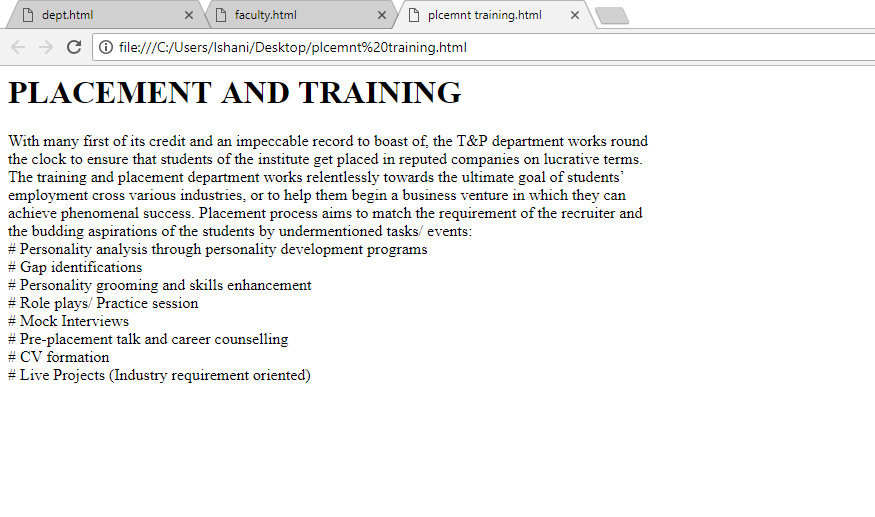 dept.html
faculty.html
plcemnt training.html
file:///C:/Users/Ishani/Desktop/plcemnt%20training.html
PLACEMENT AND TRAINING
With many first of its credit and an impeccable record to boast of, the T&P department works round
the clock to ensure that students of the institute get placed in reputed companies on lucrative terms.
The training and placement department works relentlessly towards the ultimate goal of students’
employment cross various industries, or to help them begin a business venture in which they can
achieve phenomenal success. Placement process aims to match the requirement of the recruiter and
the budding aspirations of the students by undermentioned tasks/ events:
# Personality analysis through personality development programs
# Gap identifications
# Personality grooming and skills enhancement
# Role plays/ Practice session
# Mock Interviews
# Pre-placement talk and career counselling
# CV formation
# Live Projects (Industry requirement oriented)